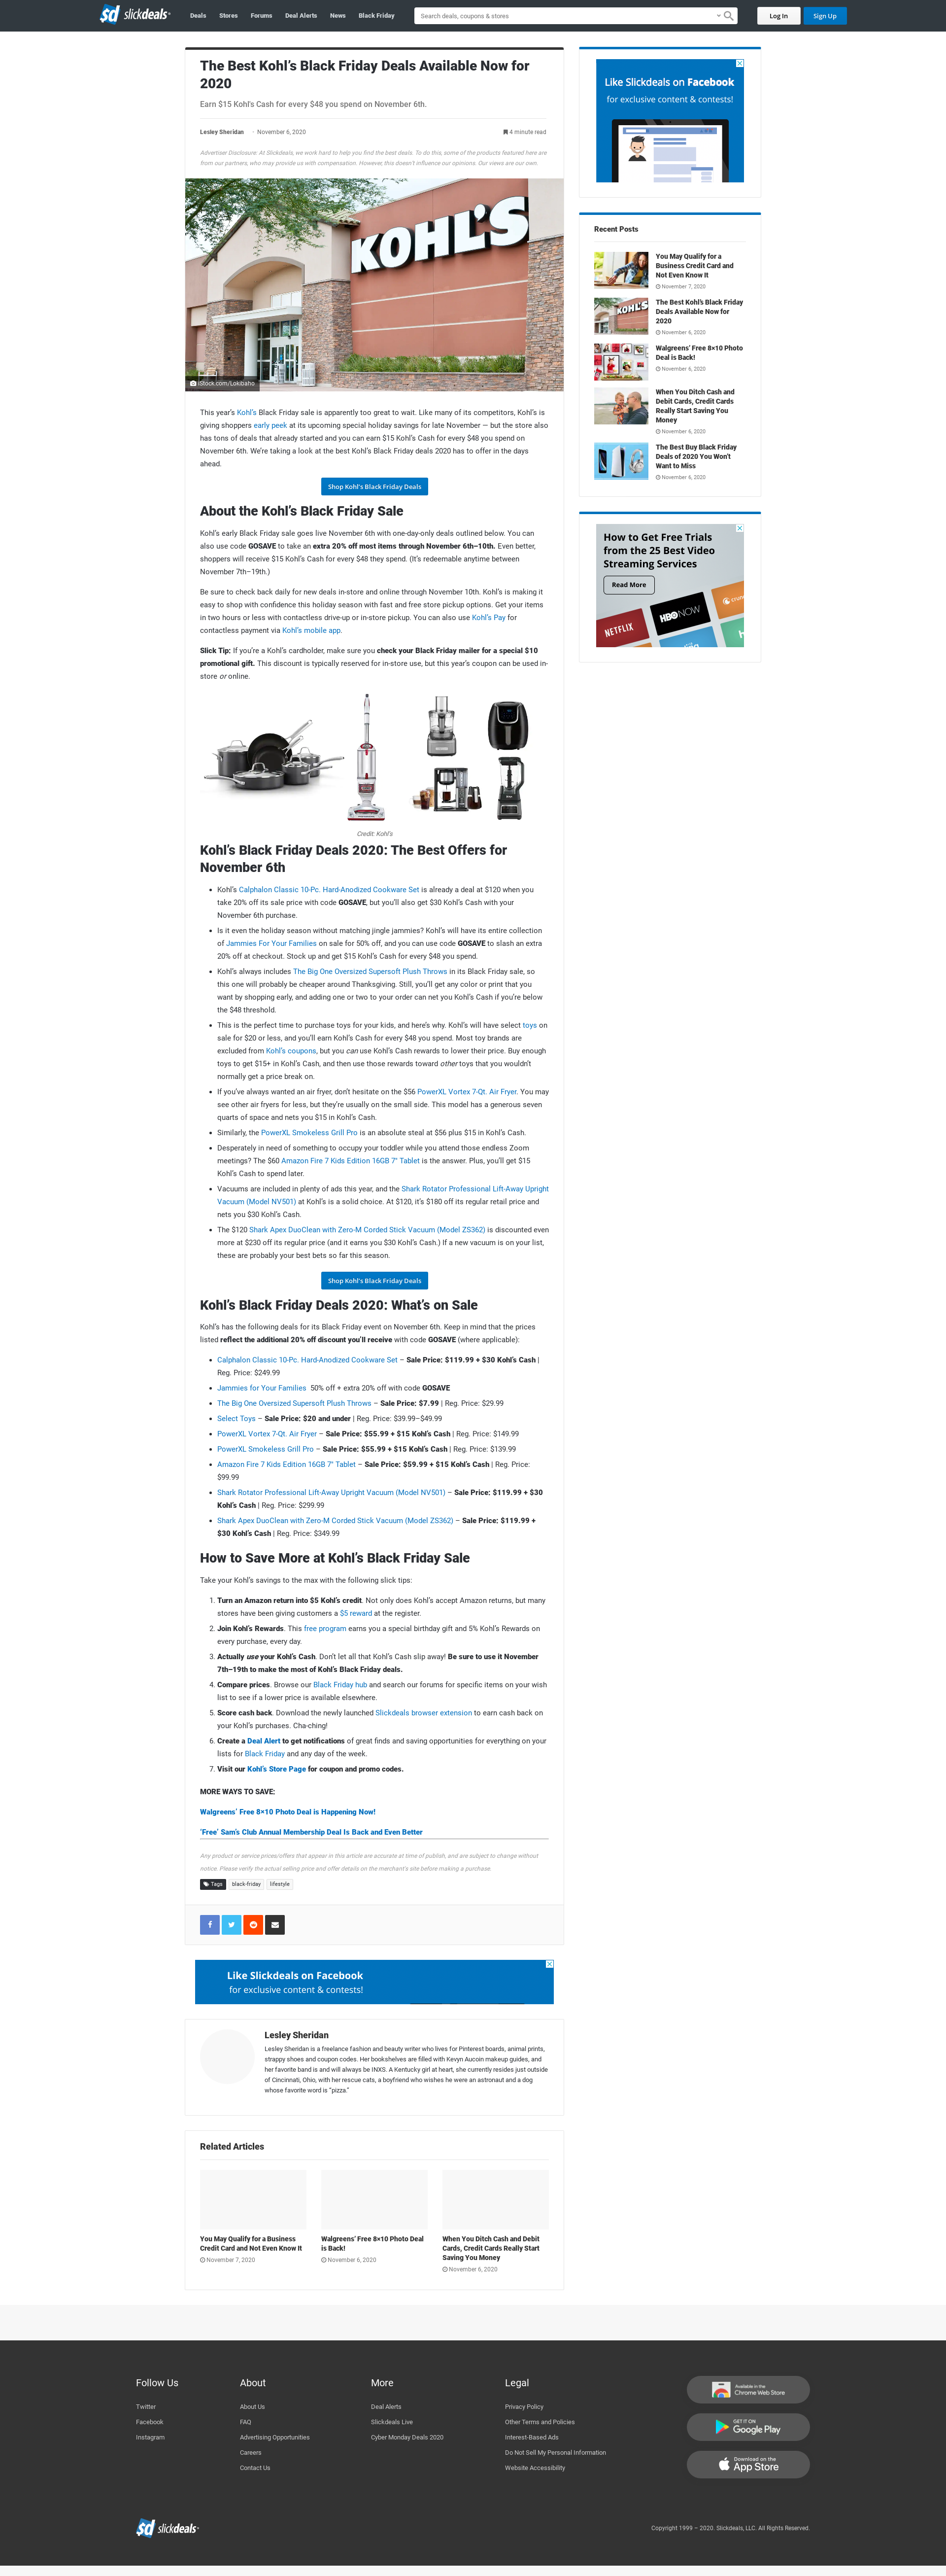 slickdeals
Deals Stores Forums Deal Alerts News Black Friday
Search deals, coupons & stores
Log In
Sign Up
The Best Kohl's Black Friday Deals Available Now for
2020
Earn $15 Kohl's Cash for every $48 you spend on November 6th.
Lesley Sheridan November 6, 2020 4 minute read
Advertiser Disclosure: At Slickdeals, we work hard to help you find the best deals. To do this, some of the products featured here are
from our partners, who may provide us with compensation. However, this doesn't influence our opinions. Our views are our own.
KOHL'S
iStock.com/Lokibaho
This year's Kohl's Black Friday sale is apparently too great to wait. Like many of its competitors, Kohl's is
giving shoppers early peek at its upcoming special holiday savings for late November — but the store also
has tons of deals that already started and you can earn $15 Kohl's Cash for every $48 you spend on
November 6th. We're taking a look at the best Kohl's Black Friday deals 2020 has to offer in the days
ahead.
Shop Kohl's Black Friday Deals
About the Kohl's Black Friday Sale
Kohl's early Black Friday sale goes live November 6th with one-day-only deals outlined below. You can
also use code GOSAVE to take an extra 20% off most items through November 6th–10th. Even better,
shoppers will receive $15 Kohl's Cash for every $48 they spend. (It's redeemable anytime between
November 7th–19th.)
Be sure to check back daily for new deals in-store and online through November 10th. Kohl's is making it
easy to shop with confidence this holiday season with fast and free store pickup options. Get your items
in two hours or less with contactless drive-up or in-store pickup. You can also use Kohl's Pay for
contactless payment via Kohl's mobile app.
Slick Tip: If you're a Kohl's cardholder, make sure you check your Black Friday mailer for a special $10
promotional gift. This discount is typically reserved for in-store use, but this year's coupon can be used in-
store or online.
Credit: Kohl's
Kohl's Black Friday Deals 2020: The Best Offers for
November 6th
• Kohl's Calphalon Classic 10-Pc. Hard-Anodized Cookware Set is already a deal at $120 when you
take 20% off its sale price with code GOSAVE, but you'll also get $30 Kohl's Cash with your
November 6th purchase.
• Is it even the holiday season without matching jingle jammies? Kohl's will have its entire collection
of Jammies For Your Families on sale for 50% off, and you can use code GOSAVE to slash an extra
20% off at checkout. Stock up and get $15 Kohl's Cash for every $48 you spend.
• Kohl's always includes The Big One Oversized Supersoft Plush Throws in its Black Friday sale, so
this one will probably be cheaper around Thanksgiving. Still, you'll get any color or print that you
want by shopping early, and adding one or two to your order can net you Kohl's Cash if you're below
the $48 threshold.
• This is the perfect time to purchase toys for your kids, and here's why. Kohl's will have select toys on
sale for $20 or less, and you'll earn Kohl's Cash for every $48 you spend. Most toy brands are
excluded from Kohl's coupons, but you can use Kohl's Cash rewards to lower their price. Buy enough
toys to get $15+ in Kohl's Cash, and then use those rewards toward other toys that you wouldn't
normally get a price break on.
• If you've always wanted an air fryer, don't hesitate on the $56 PowerXL Vortex 7-Qt. Air Fryer. You may
see other air fryers for less, but they're usually on the small side. This model has a generous seven
quarts of space and nets you $15 in Kohl's Cash.
• Similarly, the PowerXL Smokeless Grill Pro is an absolute steal at $56 plus $15 in Kohl's Cash.
• Desperately in need of something to occupy your toddler while you attend those endless Zoom
meetings? The $60 Amazon Fire 7 Kids Edition 16GB 7" Tablet is the answer. Plus, you'll get $15
Kohl's Cash to spend later.
• Vacuums are included in plenty of ads this year, and the Shark Rotator Professional Lift-Away Upright
Vacuum (Model NV501) at Kohl's is a solid choice. At $120, it's $180 off its regular retail price and
nets you $30 Kohl's Cash.
• The $120 Shark Apex DuoClean with Zero-M Corded Stick Vacuum (Model ZS362) is discounted even
more at $230 off its regular price (and it earns you $30 Kohl's Cash.) If a new vacuum is on your list,
these are probably your best bets so far this season.
Shop Kohl's Black Friday Deals
Kohl's Black Friday Deals 2020: What's on Sale
Kohl's has the following deals for its Black Friday event on November 6th. Keep in mind that the prices
listed reflect the additional 20% off discount you'll receive with code GOSAVE (where applicable):
• Calphalon Classic 10-Pc. Hard-Anodized Cookware Set – Sale Price: $119.99 + $30 Kohl's Cash |
Reg. Price: $249.99
• Jammies for Your Families 50% off + extra 20% off with code GOSAVE
• The Big One Oversized Supersoft Plush Throws – Sale Price: $7.99 | Reg. Price: $29.99
• Select Toys – Sale Price: $20 and under | Reg. Price: $39.99–$49.99
• PowerXL Vortex 7-Qt. Air Fryer – Sale Price: $55.99 + $15 Kohl's Cash | Reg. Price: $149.99
• PowerXL Smokeless Grill Pro – Sale Price: $55.99 + $15 Kohl's Cash | Reg. Price: $139.99
• Amazon Fire 7 Kids Edition 16GB 7" Tablet – Sale Price: $59.99 + $15 Kohl's Cash | Reg. Price:
$99.99
• Shark Rotator Professional Lift-Away Upright Vacuum (Model NV501) – Sale Price: $119.99 + $30
Kohl's Cash | Reg. Price: $299.99
• Shark Apex DuoClean with Zero-M Corded Stick Vacuum (Model ZS362) – Sale Price: $119.99 +
$30 Kohl's Cash | Reg. Price: $349.99
How to Save More at Kohl's Black Friday Sale
Take your Kohl's savings to the max with the following slick tips:
1. Turn an Amazon return into $5 Kohl's credit. Not only does Kohl's accept Amazon returns, but many
stores have been giving customers a $5 reward at the register.
2. Join Kohl's Rewards. This free program earns you a special birthday gift and 5% Kohl's Rewards on
every purchase, every day.
3. Actually use your Kohl's Cash. Don't let all that Kohl's Cash slip away! Be sure to use it November
7th–19th to make the most of Kohl's Black Friday deals.
4. Compare prices. Browse our Black Friday hub and search our forums for specific items on your wish
list to see if a lower price is available elsewhere.
5. Score cash back. Download the newly launched Slickdeals browser extension to earn cash back on
your Kohl's purchases. Cha-ching!
6. Create a Deal Alert to get notifications of great finds and saving opportunities for everything on your
lists for Black Friday and any day of the week.
7. Visit our Kohl's Store Page for coupon and promo codes.
MORE WAYS TO SAVE:
Walgreens' Free 8×10 Photo Deal is Happening Now!
'Free' Sam's Club Annual Membership Deal Is Back and Even Better
Any product or service prices/offers that appear in this article are accurate at time of publish, and are subject to change without
notice. Please verify the actual selling price and offer details on the merchant's site before making a purchase.
Tags black-friday lifestyle
Like Slickdeals on Facebook
for exclusive content & contests!
Lesley Sheridan
Lesley Sheridan is a freelance fashion and beauty writer who lives for Pinterest boards, animal prints,
strappy shoes and coupon codes. Her bookshelves are filled with Kevyn Aucoin makeup guides, and
her favorite band is and will always be INXS. A Kentucky girl at heart, she currently resides just outside
of Cincinnati, Ohio, with her rescue cats, a boyfriend who wishes he were an astronaut and a dog
whose favorite word is "pizza."
Related Articles
You May Qualify for a Business
Credit Card and Not Even Know It
November 7, 2020
Walgreens' Free 8×10 Photo Deal
is Back!
November 6, 2020
When You Ditch Cash and Debit
Cards, Credit Cards Really Start
Saving You Money
November 6, 2020
Like Slickdeals on Facebook
for exclusive content & contests!
Recent Posts
You May Qualify for a
Business Credit Card and
Not Even Know It
November 7, 2020
The Best Kohl's Black Friday
Deals Available Now for
2020
November 6, 2020
Walgreens' Free 8×10 Photo
Deal is Back!
November 6, 2020
When You Ditch Cash and
Debit Cards, Credit Cards
Really Start Saving You
Money
November 6, 2020
The Best Buy Black Friday
Deals of 2020 You Won't
Want to Miss
November 6, 2020
How to Get Free Trials
from the 25 Best Video
Streaming Services
Read More
NETFLIX
HBO NOW
Follow Us
Twitter
Facebook
Instagram
About
About Us
FAQ
Advertising Opportunities
Careers
Contact Us
More
Deal Alerts
Slickdeals Live
Cyber Monday Deals 2020
Legal
Privacy Policy
Other Terms and Policies
Interest-Based Ads
Do Not Sell My Personal Information
Website Accessibility
Available in the
Chrome Web Store
GET IT ON
Google Play
Download on the
App Store
slickdeals
Copyright 1999 – 2020. Slickdeals, LLC. All Rights Reserved.